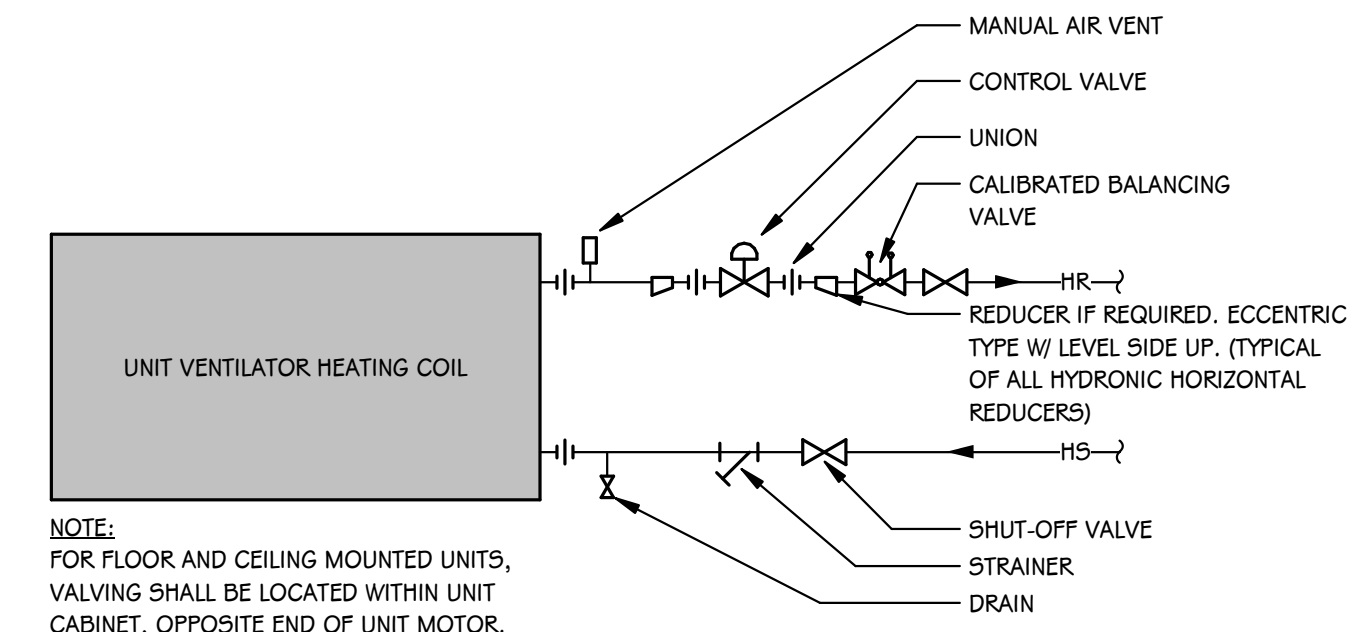 MANUAL AIR VENT
CONTROL VALVE
UNION
CALIBRATED BALANCING
VALVE
HR
REDUCER IF REQUIRED. ECCENTRIC
TYPE W/ LEVEL SIDE UP. (TYPICAL
OF ALL HYDRONIC HORIZONTAL
REDUCERS)
UNIT VENTILATOR HEATING COIL
HS
SHUT-OFF VALVE
STRAINER
DRAIN
NOTE:
FOR FLOOR AND CEILING MOUNTED UNITS,
VALVING SHALL BE LOCATED WITHIN UNIT
CABINET, OPPOSITE END OF UNIT MOTOR.